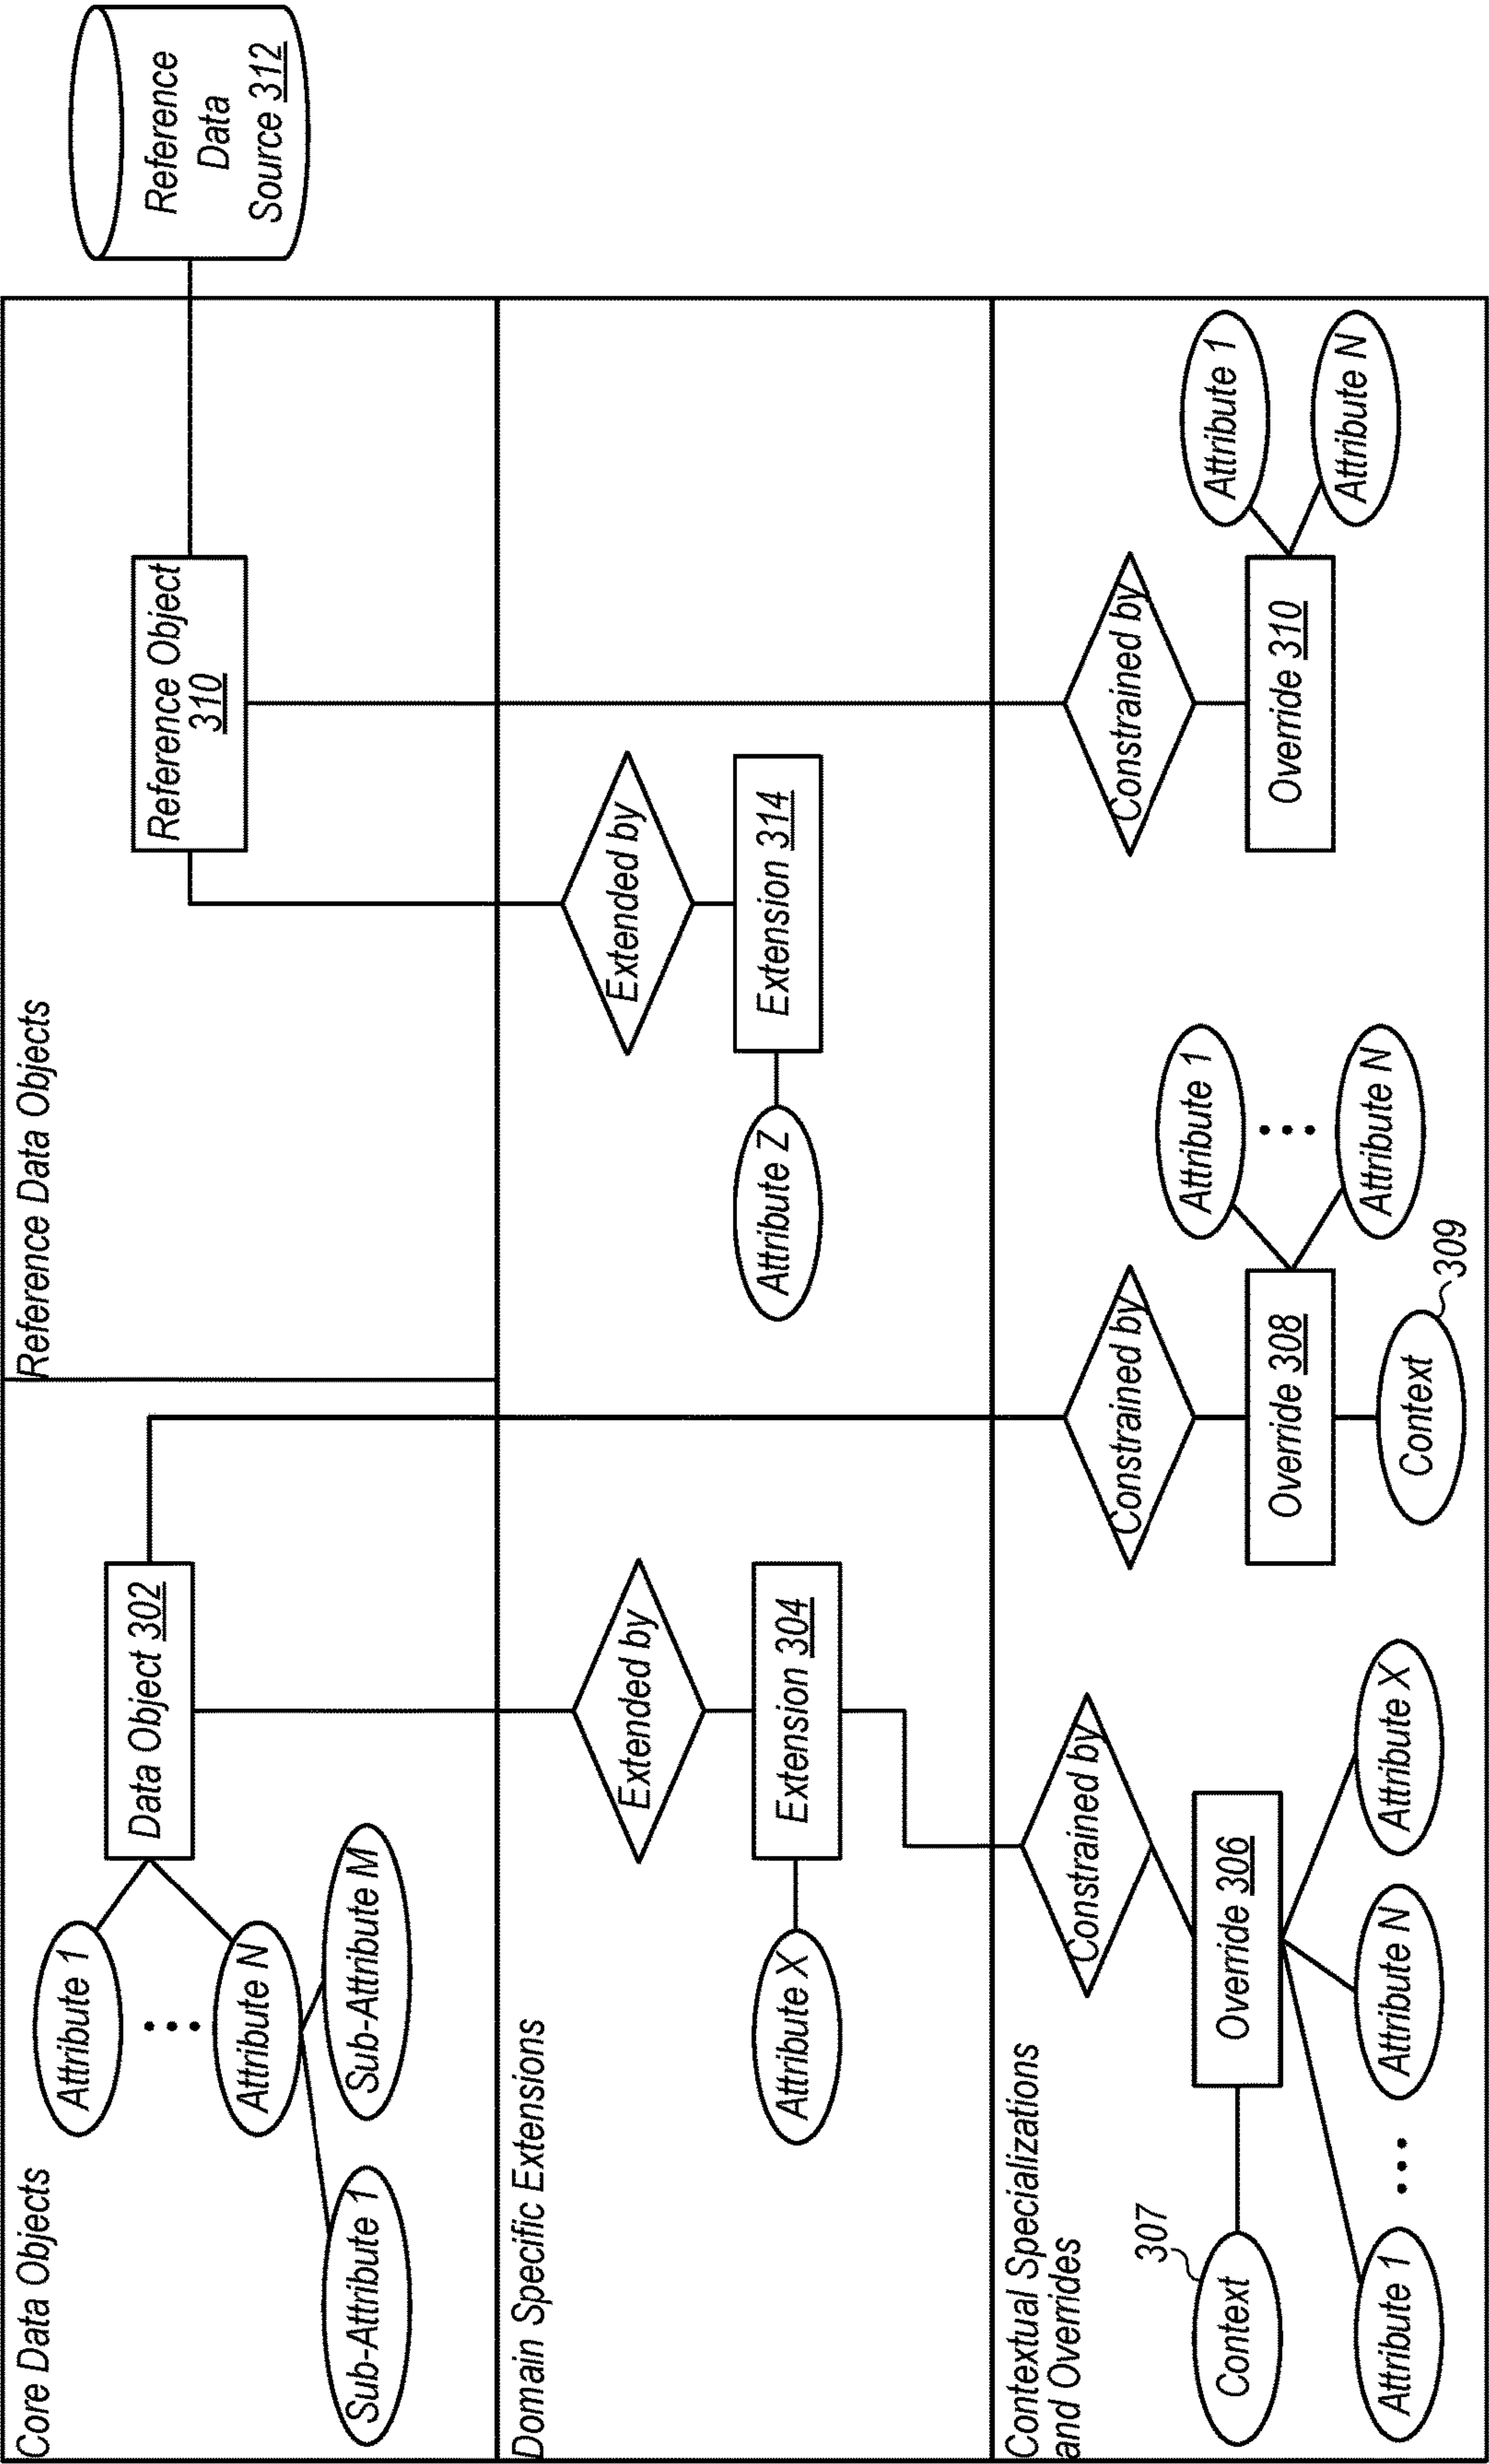 Core Data Objects
Attribute 1
Attribute N
Sub-Attribute 1
Sub-Attribute M
Data Object 302
Reference Data Objects
Reference Object
310
Reference
Data
Source 312
Domain Specific Extensions
Extended by
Extension 304
Attribute X
Extended by
Extension 314
Attribute Z
Contextual Specializations
and Overrides
Constrained by
Override 306
307
Context
Attribute 1
Attribute N
Attribute X
Constrained by
Override 308
Attribute 1
Attribute N
Context
309
Constrained by
Override 310
Attribute 1
Attribute N